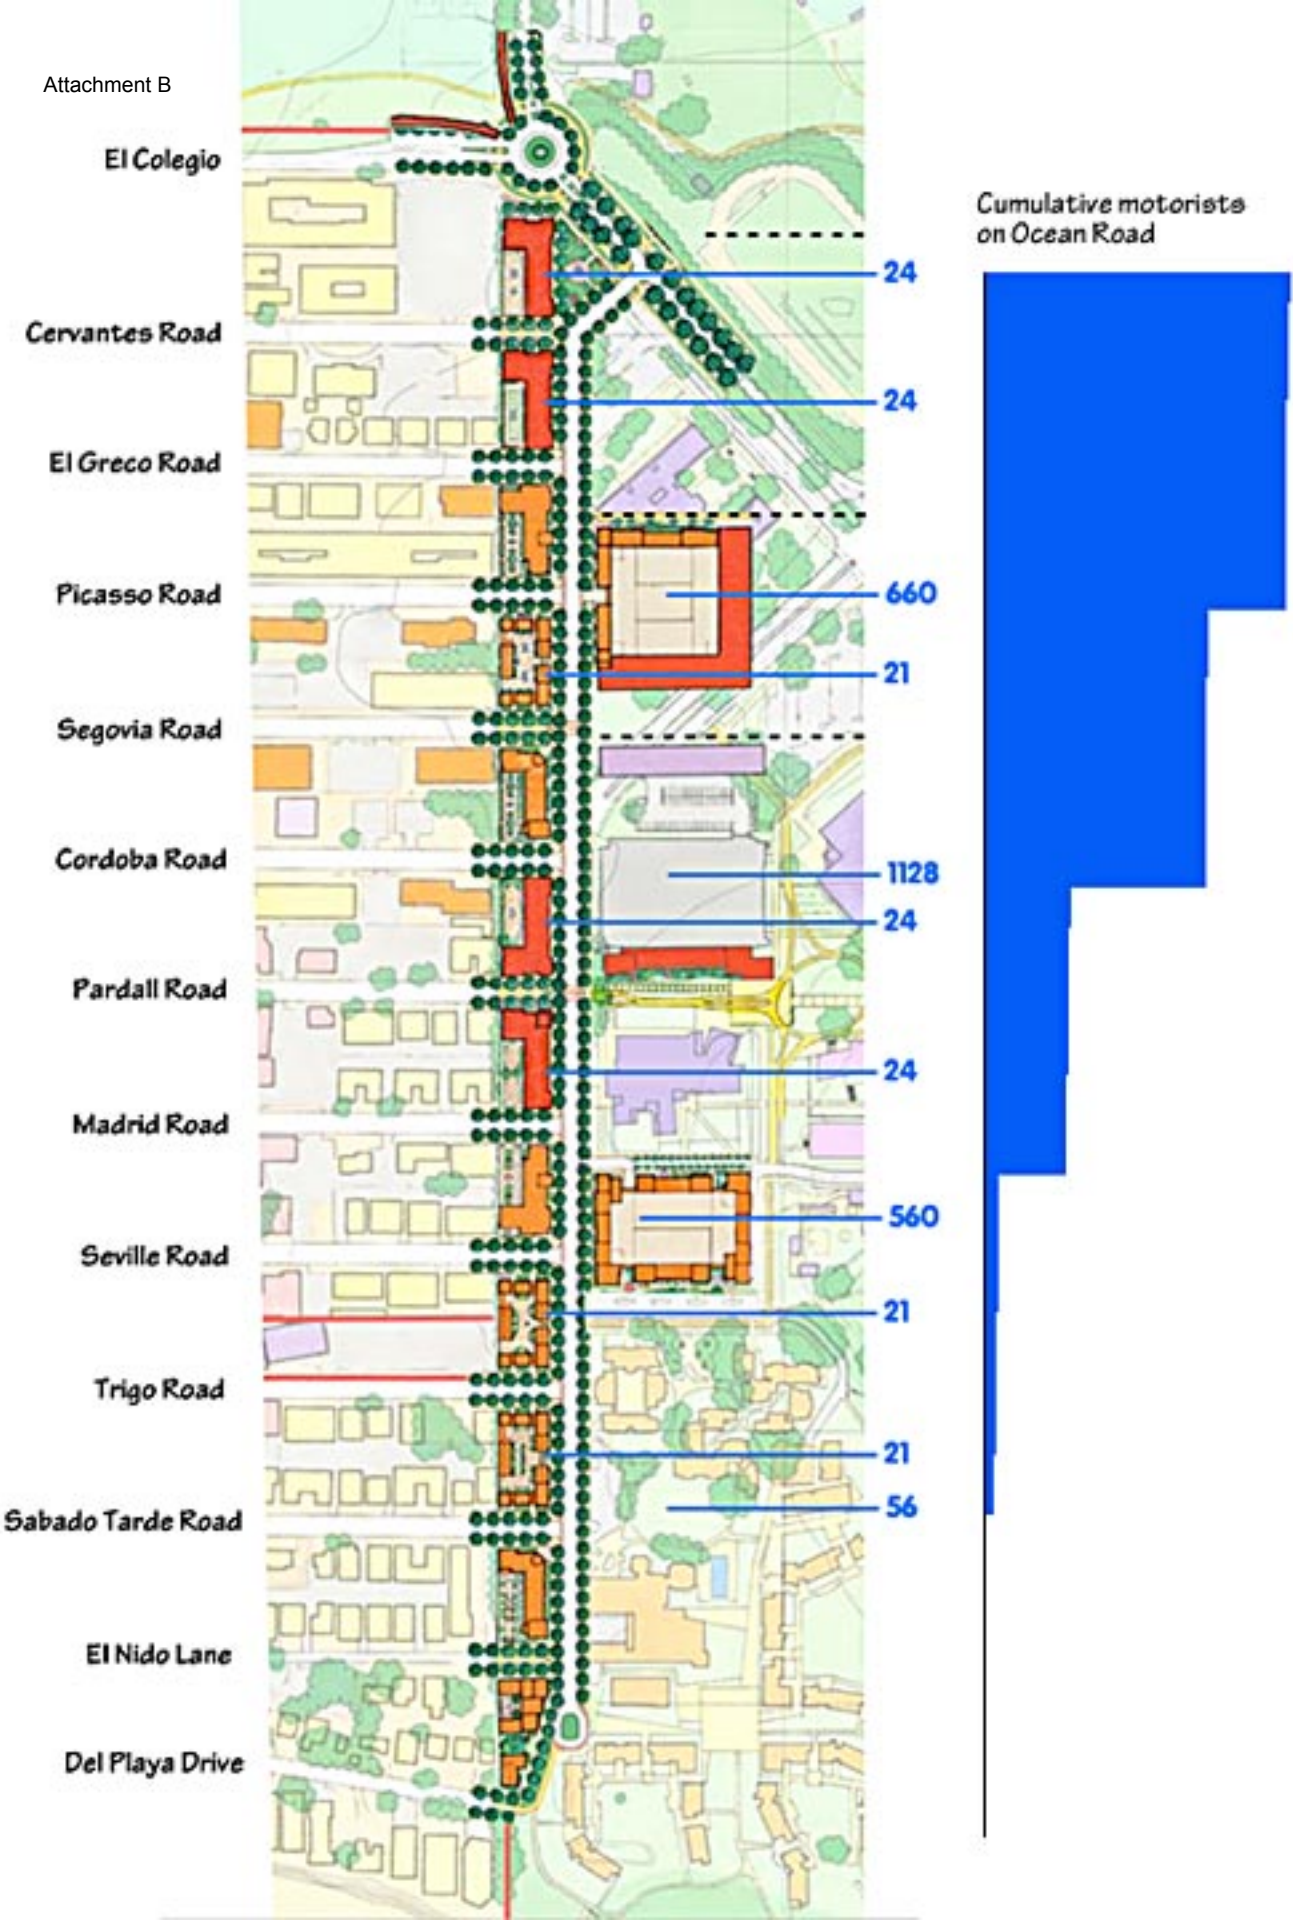 Attachment B
El Colegio
Cumulative motorists
on Ocean Road
24
Cervantes Road
24
El Greco Road
Picasso Road
660
21
Segovia Road
Cordoba Road
1128
24
Pardall Road
24
Madrid Road
560
Seville Road
21
Trigo Road
21
56
Sabado Tarde Road
El Nido Lane
Del Playa Drive